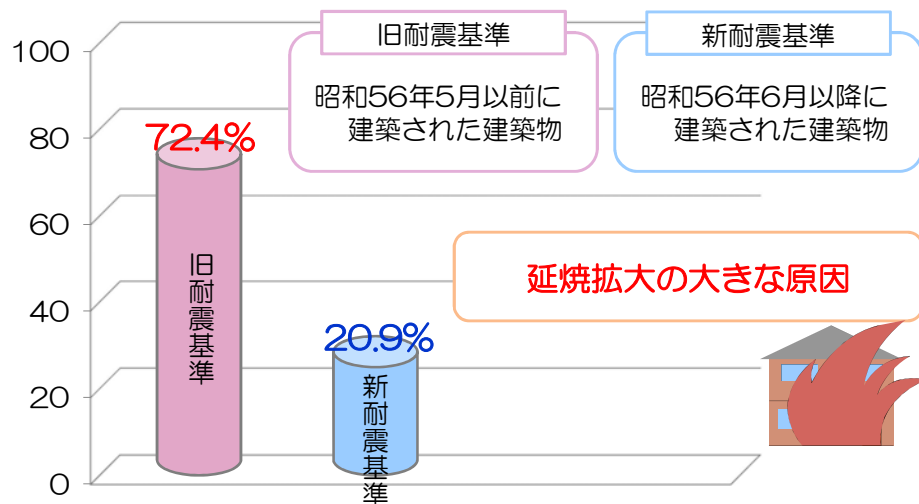 旧耐震基準
昭和56年5月以前に
建築された建築物
新耐震基準
昭和56年6月以降に
建築された建築物
100
80
60
40
20
0
72.4%
旧耐震基準
20.9%
新耐震基準
延焼拡大の大きな原因